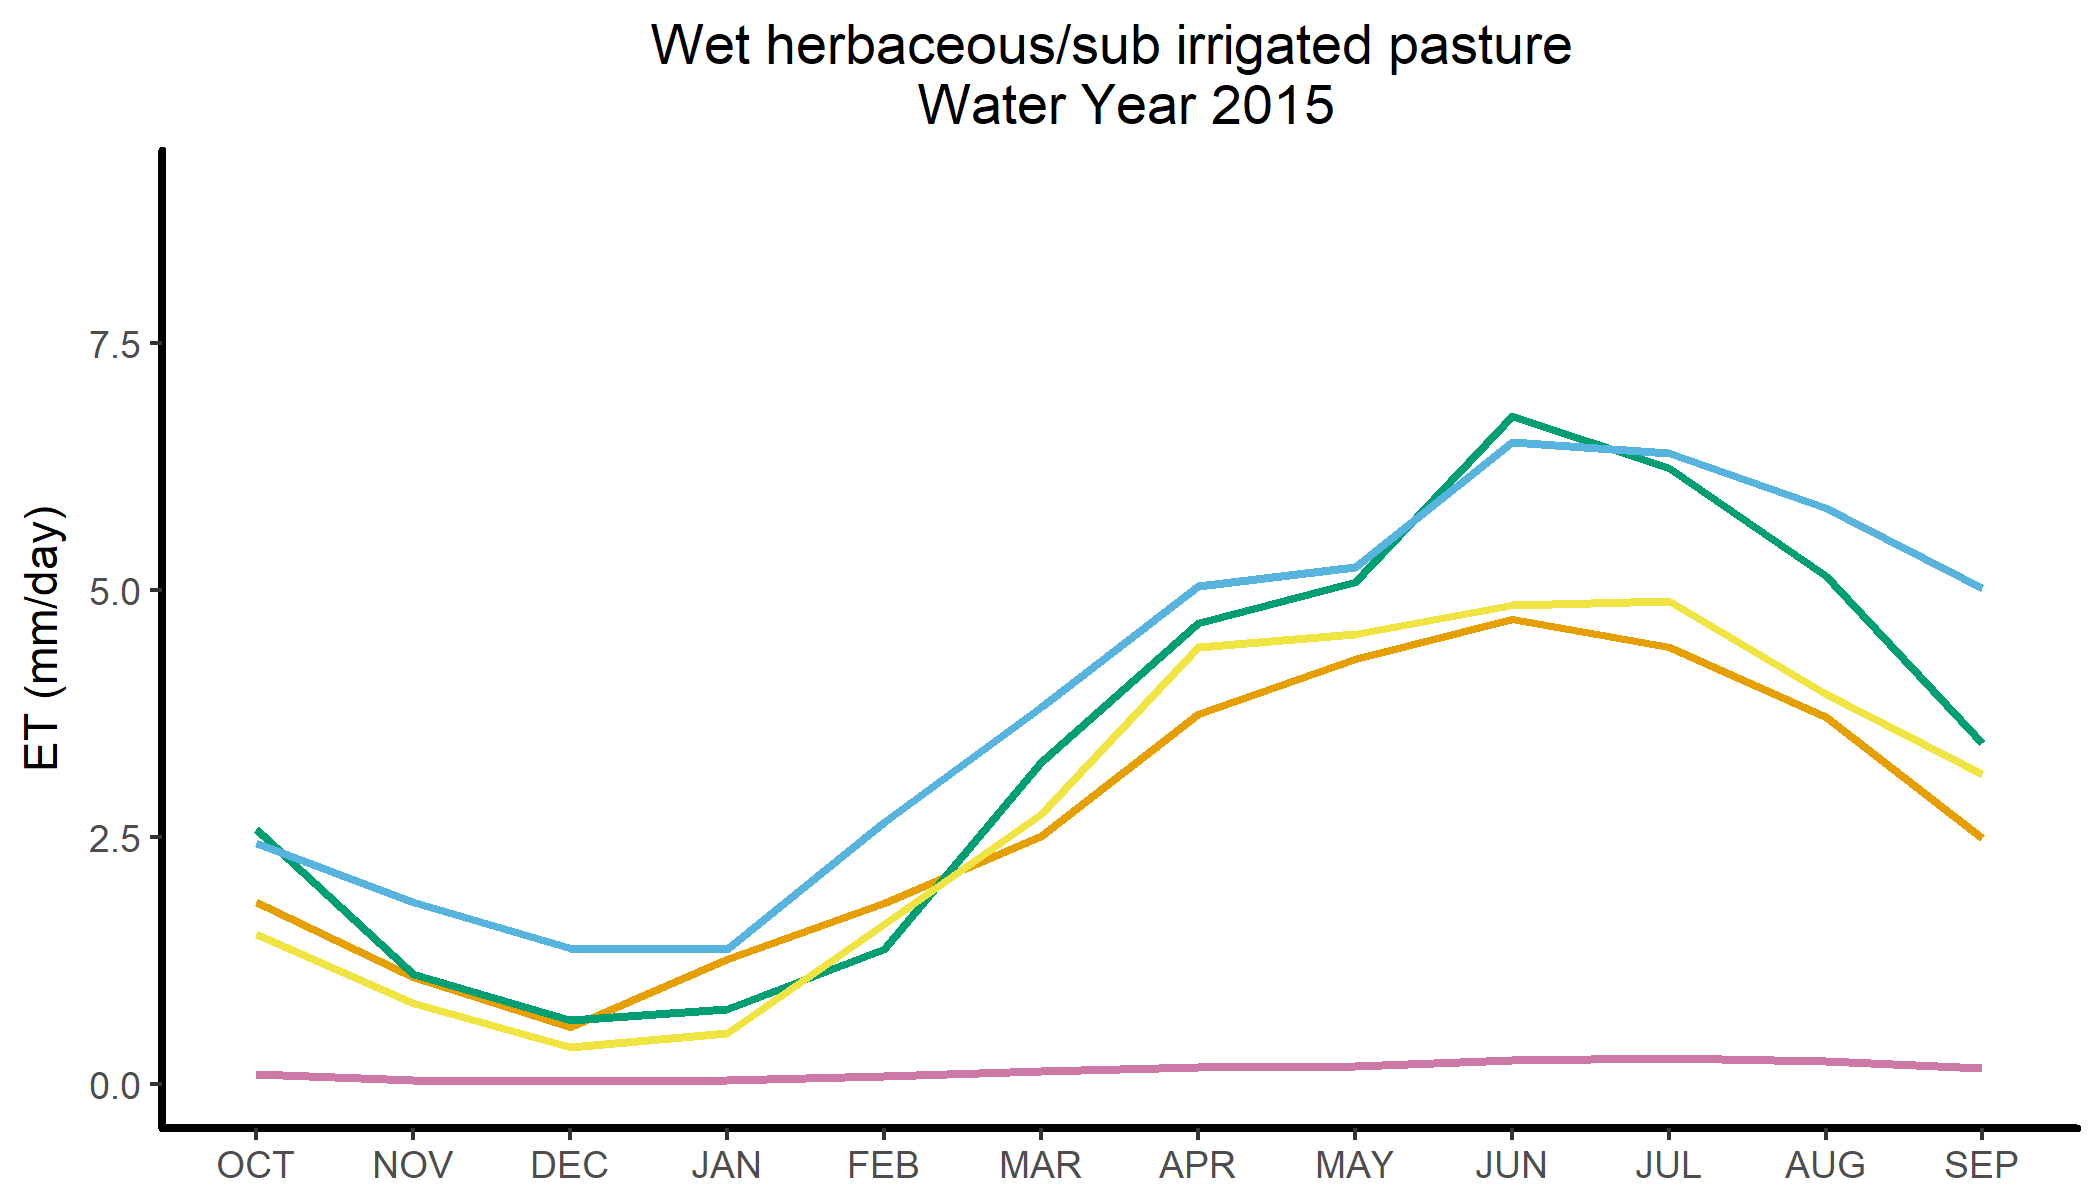 Wet herbaceous/sub irrigated pasture
Water Year 2015
ET (mm/day)
7.5
5.0
2.5
0.0
OCT NOV DEC JAN FEB MAR APR MAY JUN JUL AUG SEP